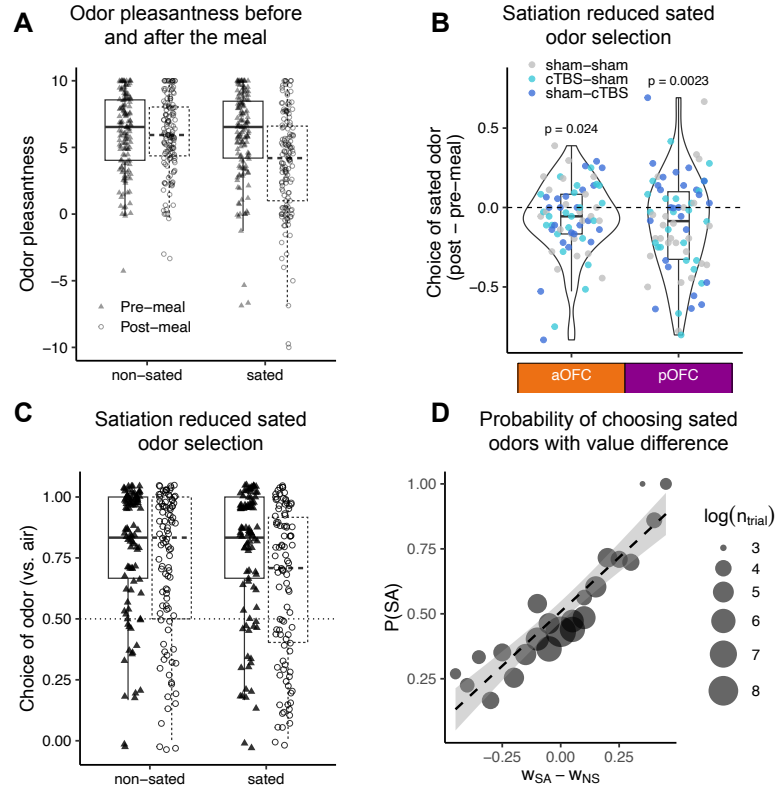 A
Odor pleasantness before
and after the meal
Odor pleasantness
10
5
0
−5
−10
Pre−meal
Post−meal
non−sated
sated
B
Satiation reduced sated
odor selection
sham−sham
cTBS−sham
sham−cTBS
p = 0.0023
p = 0.024
Choice of sated odor
(post − pre−meal)
0.5
0.0
−0.5
aOFC
pOFC
C
Satiation reduced sated
odor selection
Choice of odor (vs. air)
1.00
0.75
0.50
0.25
0.00
non−sated
sated
D
Probability of choosing sated
odors with value difference
P(SA)
1.00
0.75
0.50
0.25
−0.25
0.00
0.25
wSA − wNS
log(ntrial)
3
4
5
6
7
8